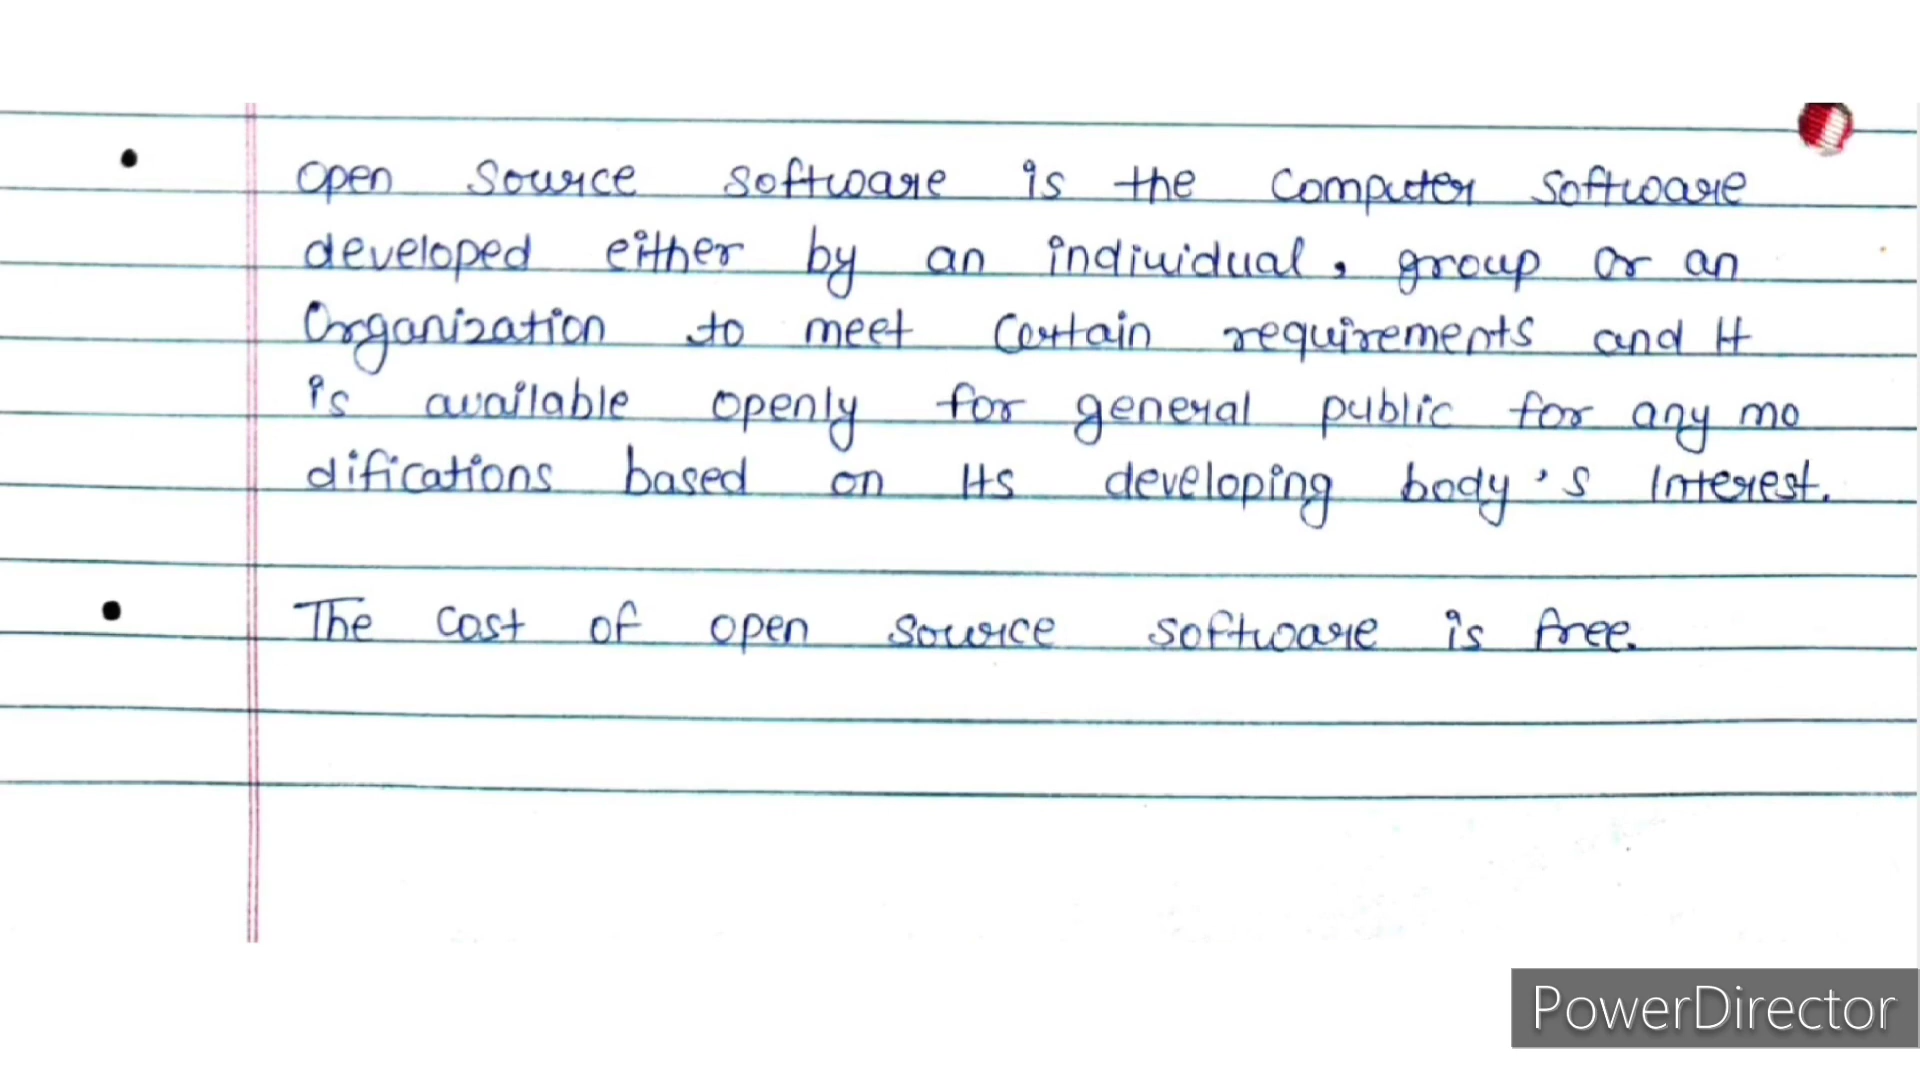 • Open source software is the computer software
developed either by an individual, group or an
Organization to meet certain requirements and it
is available openly for general public for any mo
difications based on its developing body's interest.
• The cost of open source software is free.
PowerDirector